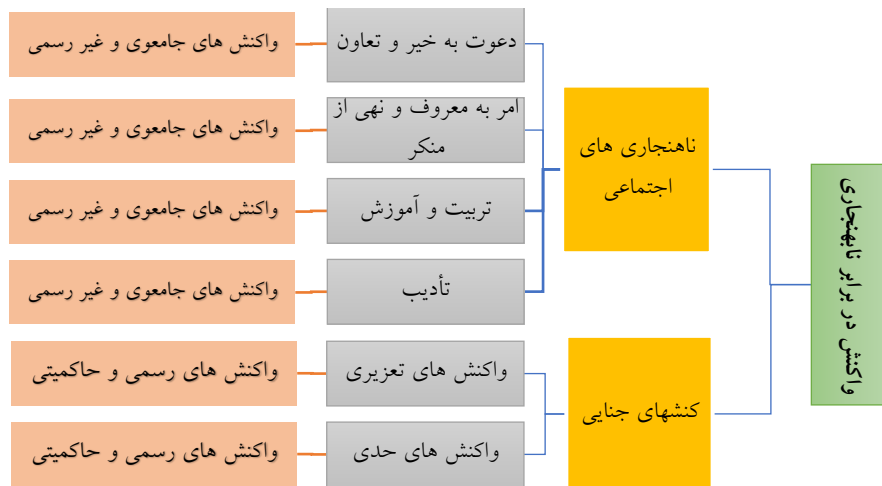 واکنش در برابر نابهنجاری
ناهنجاری های
اجتماعی
دعوت به خیر و تعاون
واکنش های جامعوی و غیر رسمی
امر به معروف و نهی از
منکر
واکنش های جامعوی و غیر رسمی
تربیت و آموزش
واکنش های جامعوی و غیر رسمی
تأدیب
واکنش های جامعوی و غیر رسمی
کنشهای جنایی
واکنش های تعزیری
واکنش های رسمی و حاکمیتی
واکنش های حدی
واکنش های رسمی و حاکمیتی